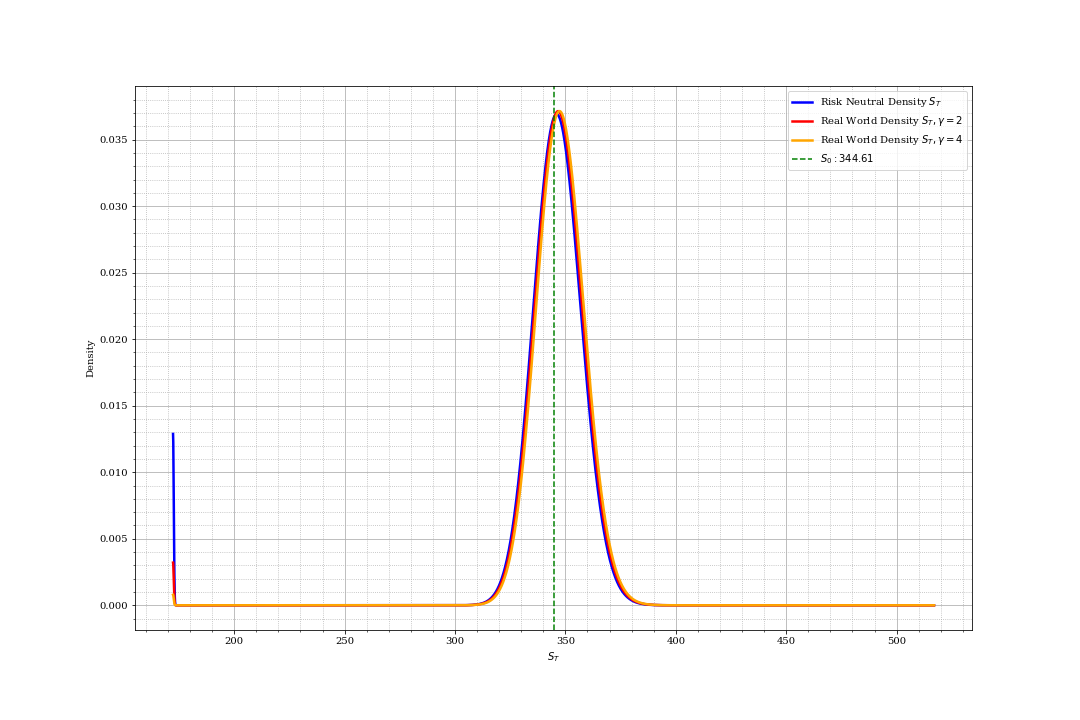 Risk Neutral Density S_T
Real World Density S_T, γ = 2
Real World Density S_T, γ = 4
S_0 : 344.61
0.035
0.030
0.025
0.020
0.015
0.010
0.005
0.000
Density
200 250 300 350 400 450 500
S_T